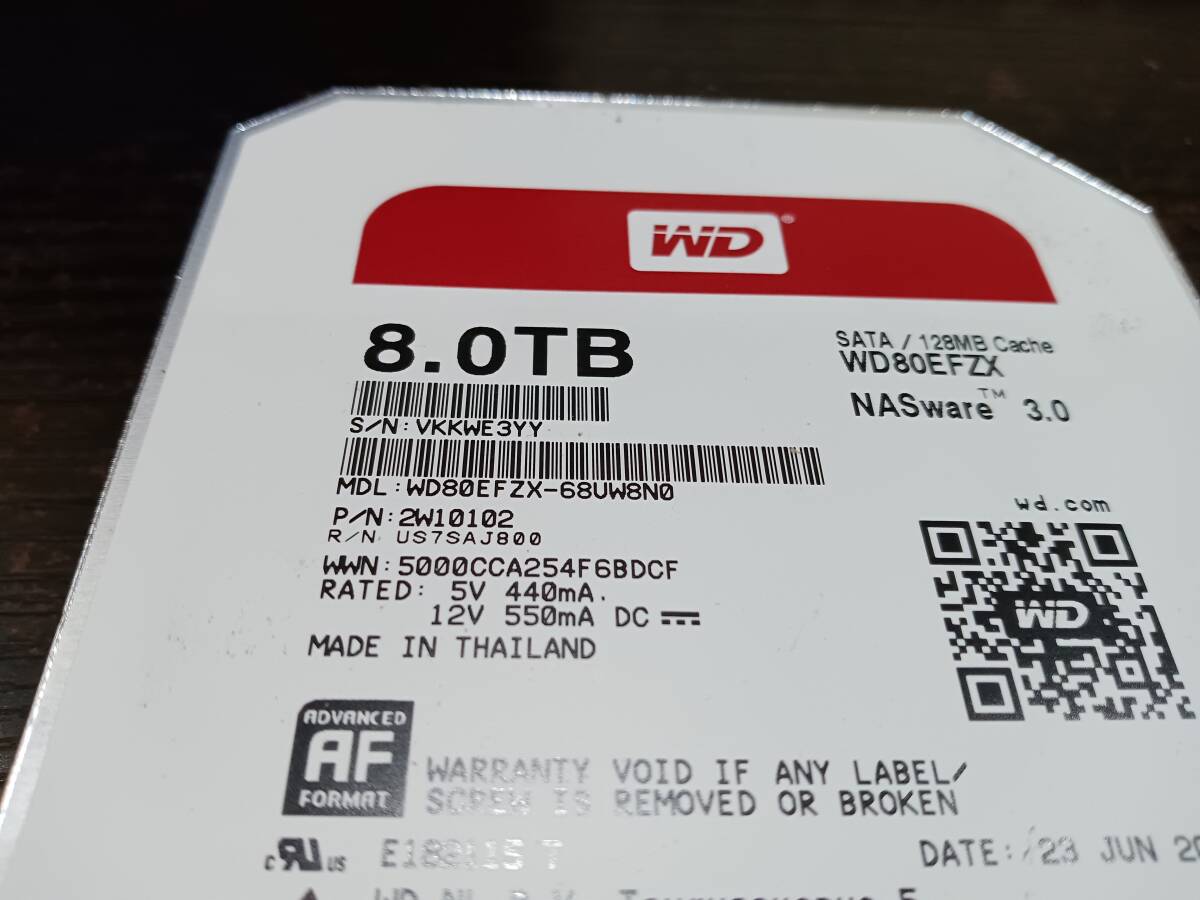 WD®
8.0TB
SATA / 128MB Cache
WD80EFZX
NASware™ 3.0
S/N:VKKWE3YY
MDL:WD80EFZX-68UW8N0
P/N:2W10102
R/N US7SAJ800
WWN:5000CCA254F6BDCF
RATED: 5V 440mA.
12V 550mA DC
MADE IN THAILAND
wd.com
WD
ADVANCED
AF
FORMAT
WARRANTY VOID IF ANY LABEL/
SCREW IS REMOVED OR BROKEN
c RU us
DATE: 23 JUN